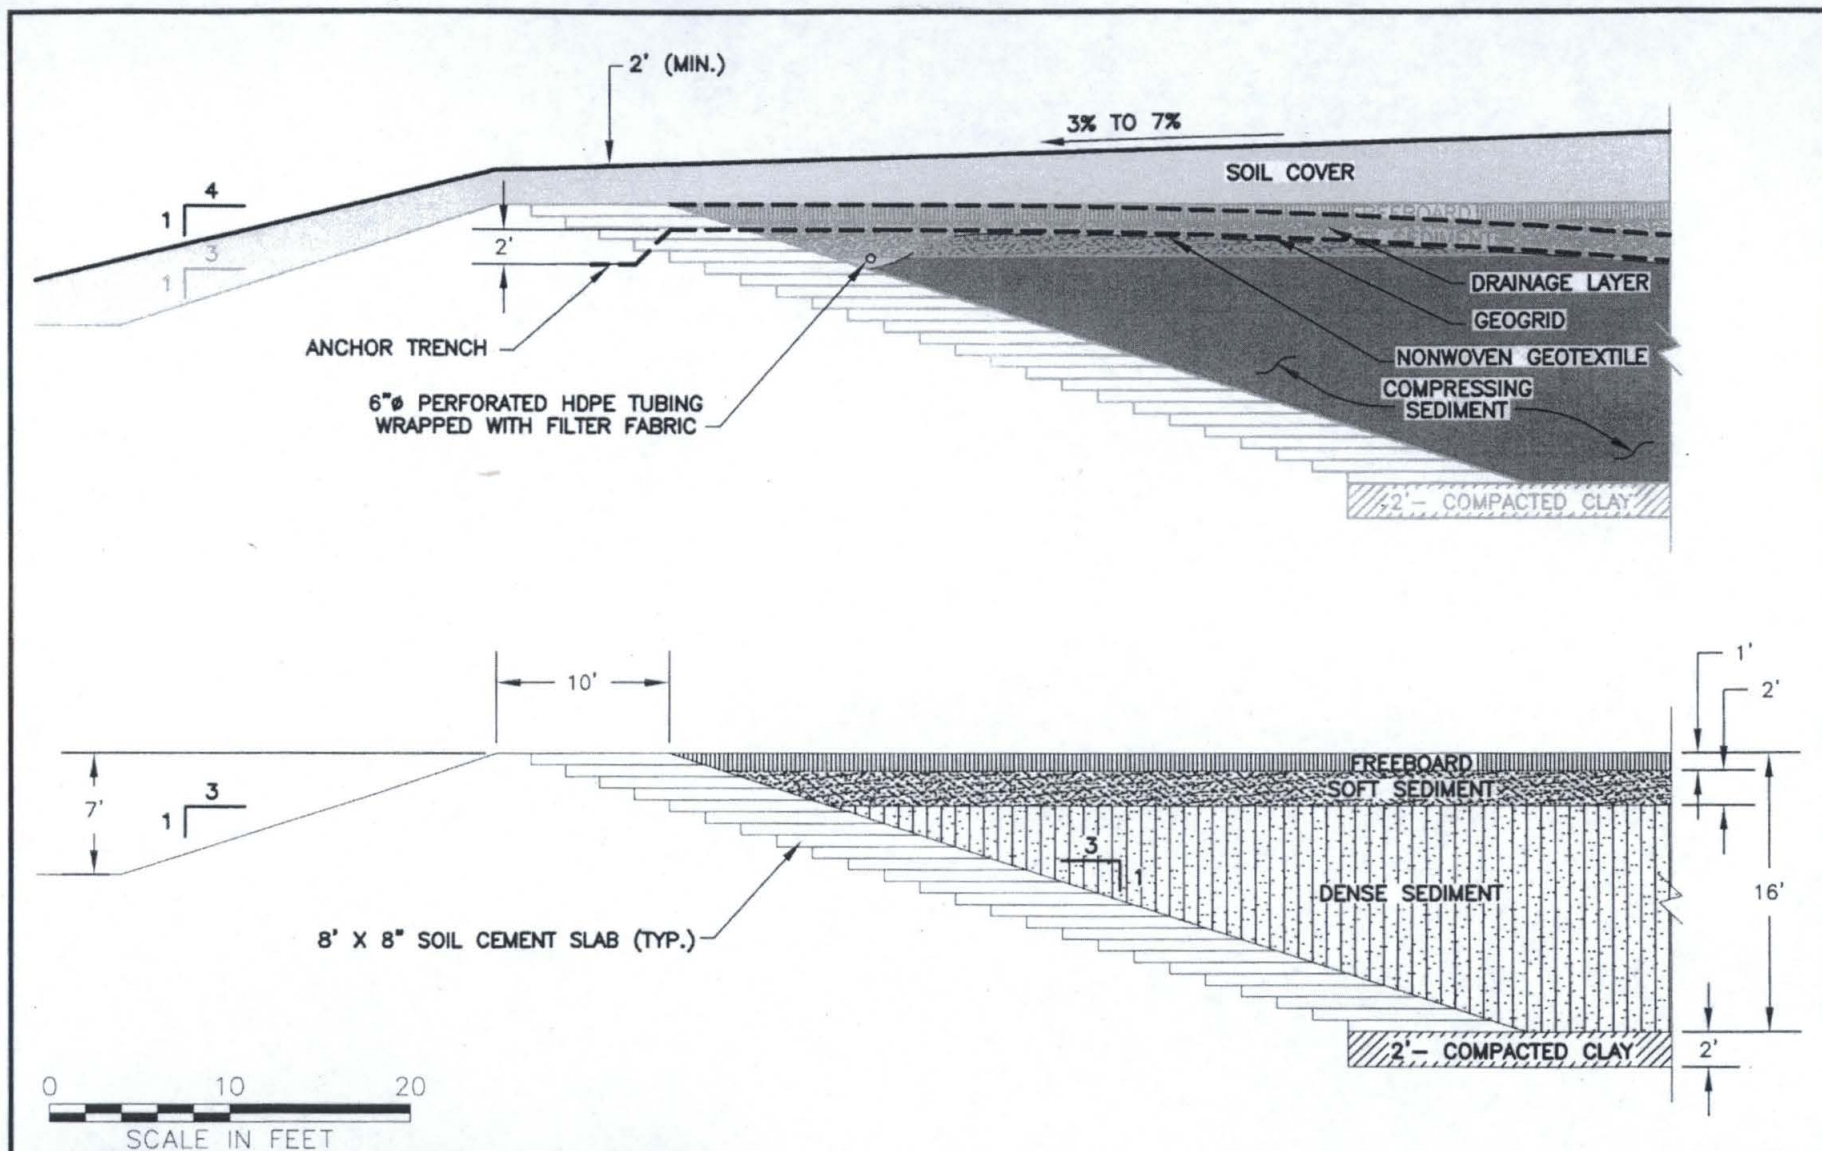 2' (MIN.)
3% TO 7%
SOIL COVER
4
1
3
1
2'
FREEBOARD
SOFT SEDIMENT
DRAINAGE LAYER
GEOGRID
NONWOVEN GEOTEXTILE
ANCHOR TRENCH
COMPRESSING
SEDIMENT
6"ø PERFORATED HDPE TUBING
WRAPPED WITH FILTER FABRIC
2'- COMPACTED CLAY
10'
1'
2'
7'
3
1
FREEBOARD
SOFT SEDIMENT
3
1
DENSE SEDIMENT
16'
8' X 8" SOIL CEMENT SLAB (TYP.)
2'- COMPACTED CLAY
2'
0 10 20
SCALE IN FEET